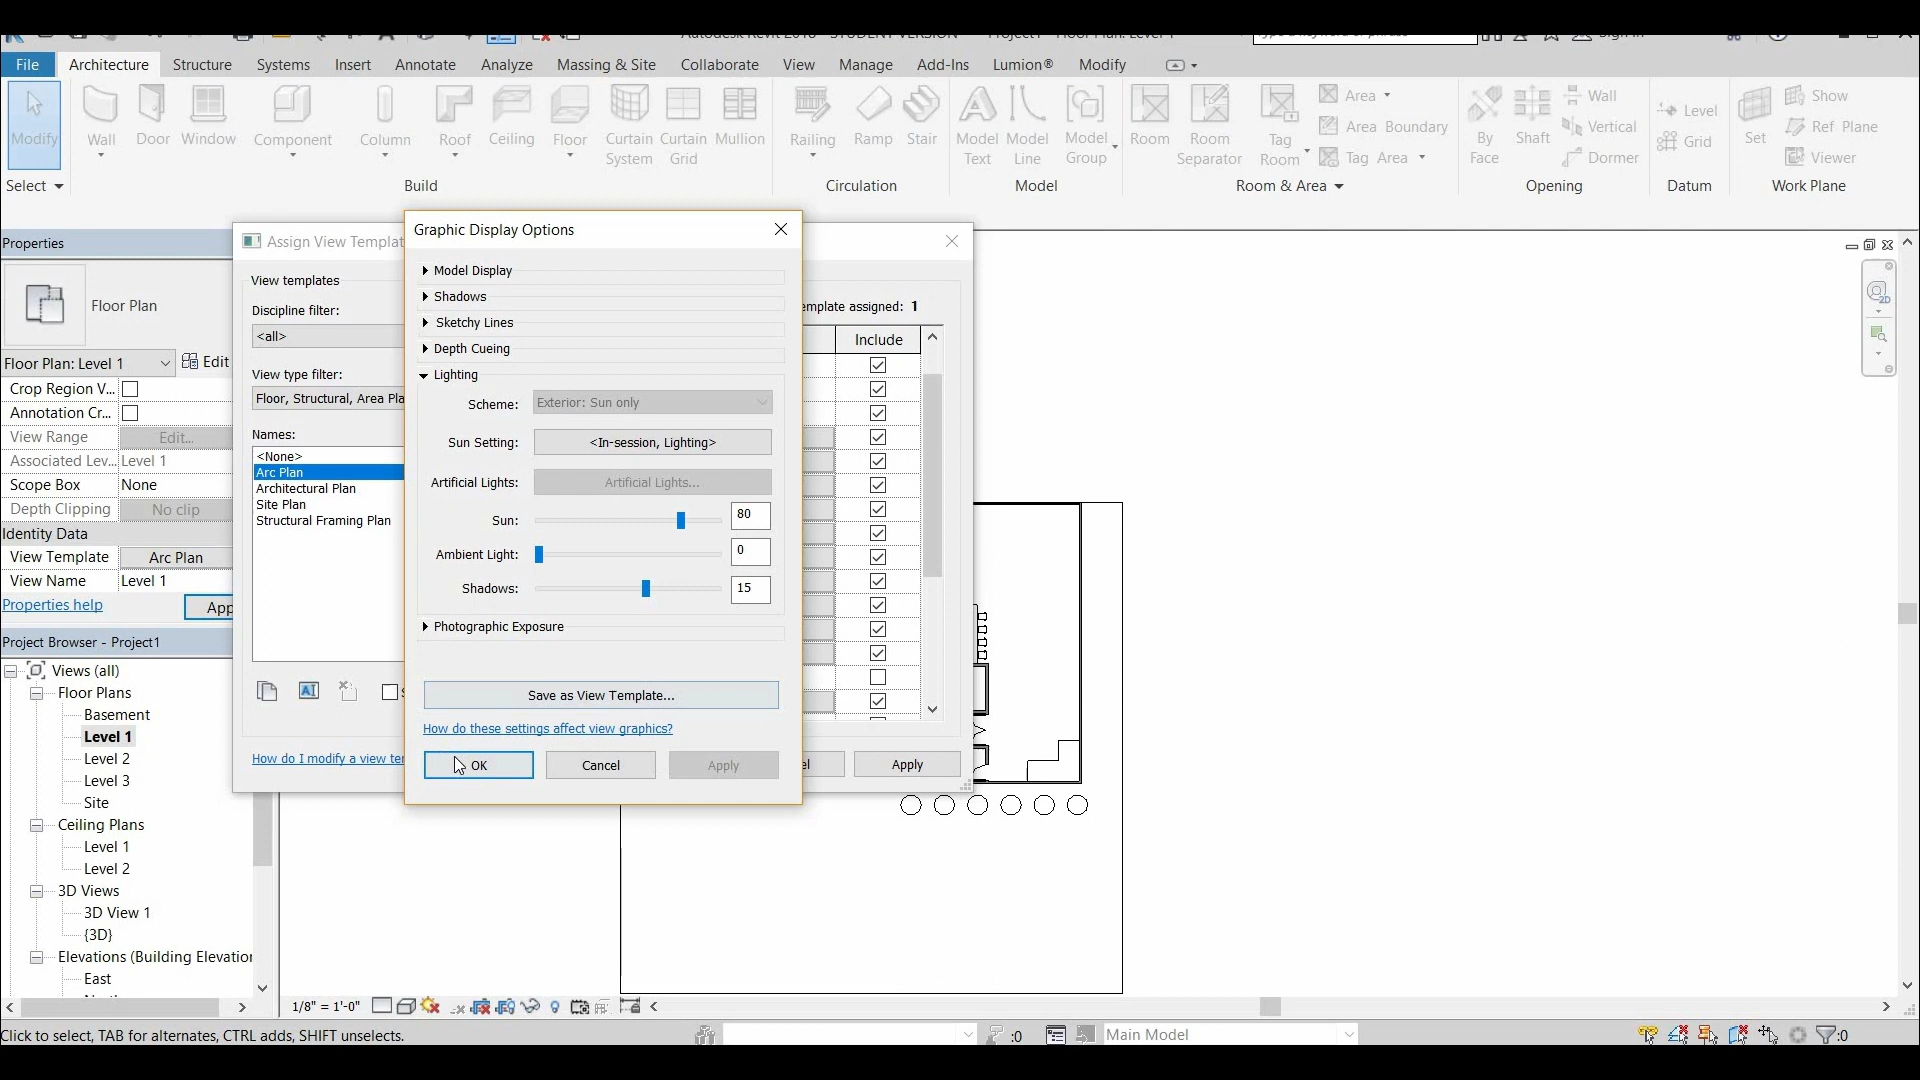 File Architecture Structure Systems Insert Annotate Analyze Massing & Site Collaborate View Manage Add-Ins Lumion® Modify
Modify
Wall
Door
Window
Component
Column
Roof
Ceiling
Floor
Curtain System
Curtain Grid
Mullion
Railing
Ramp
Stair
Model Text
Model Line
Model Group
Room
Room Separator
Tag Room
Area
Area Boundary
Tag Area
By Face
Shaft
Wall
Vertical
Dormer
Level
Grid
Set
Show
Ref Plane
Viewer
Select Build Circulation Model Room & Area Opening Datum Work Plane
Properties
Floor Plan
Floor Plan: Level 1 Edit
Crop Region V...
Annotation Cr...
View Range Edit...
Associated Lev... Level 1
Scope Box None
Depth Clipping No clip
Identity Data
View Template Arc Plan
View Name Level 1
Properties help App
Project Browser - Project1
Views (all)
Floor Plans
Basement
Level 1
Level 2
Level 3
Site
Ceiling Plans
Level 1
Level 2
3D Views
3D View 1
{3D}
Elevations (Building Elevation
East
Assign View Templat
View templates
Discipline filter:
<all>
View type filter:
Floor, Structural, Area Pla
Names:
<None>
Arc Plan
Architectural Plan
Site Plan
Structural Framing Plan
How do I modify a view te
emplate assigned: 1
Include
el Apply
Graphic Display Options
Model Display
Shadows
Sketchy Lines
Depth Cueing
Lighting
Scheme: Exterior: Sun only
Sun Setting: <In-session, Lighting>
Artificial Lights: Artificial Lights...
Sun: 80
Ambient Light: 0
Shadows: 15
Photographic Exposure
Save as View Template...
How do these settings affect view graphics?
OK Cancel Apply
1/8" = 1'-0"
Click to select, TAB for alternates, CTRL adds, SHIFT unselects. :0 Main Model :0